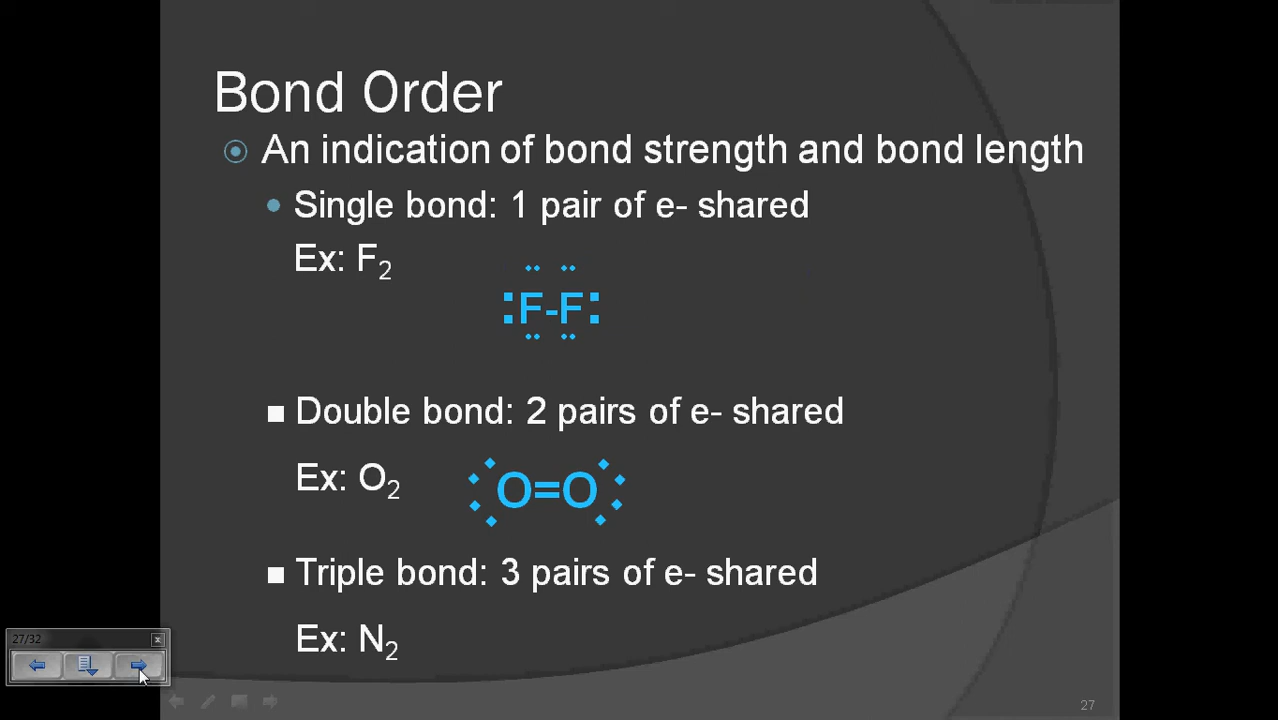 Bond Order
An indication of bond strength and bond length
Single bond: 1 pair of e- shared
Ex: F₂
F-F
Double bond: 2 pairs of e- shared
Ex: O₂
O=O
Triple bond: 3 pairs of e- shared
Ex: N₂
27/32
27